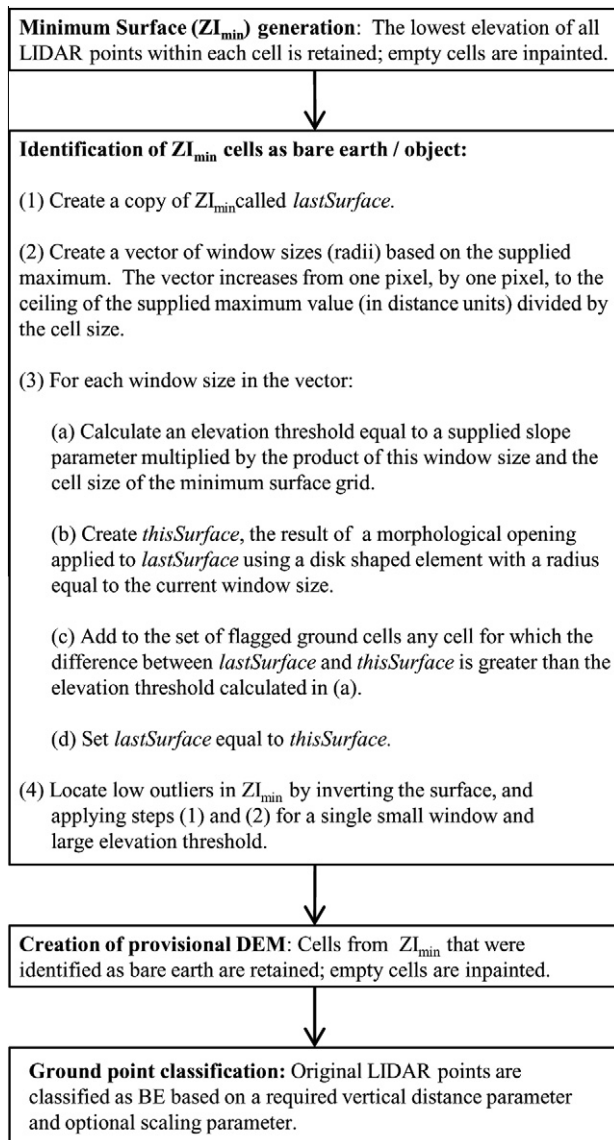 Minimum Surface (ZImin) generation: The lowest elevation of all
LIDAR points within each cell is retained; empty cells are inpainted.
Identification of ZImin cells as bare earth / object:
(1) Create a copy of ZImin called lastSurface.
(2) Create a vector of window sizes (radii) based on the supplied
maximum. The vector increases from one pixel, by one pixel, to the
ceiling of the supplied maximum value (in distance units) divided by
the cell size.
(3) For each window size in the vector:
(a) Calculate an elevation threshold equal to a supplied slope
parameter multiplied by the product of this window size and the
cell size of the minimum surface grid.
(b) Create thisSurface, the result of a morphological opening
applied to lastSurface using a disk shaped element with a radius
equal to the current window size.
(c) Add to the set of flagged ground cells any cell for which the
difference between lastSurface and thisSurface is greater than the
elevation threshold calculated in (a).
(d) Set lastSurface equal to thisSurface.
(4) Locate low outliers in ZImin by inverting the surface, and
applying steps (1) and (2) for a single small window and
large elevation threshold.
Creation of provisional DEM: Cells from ZImin that were
identified as bare earth are retained; empty cells are inpainted.
Ground point classification: Original LIDAR points are
classified as BE based on a required vertical distance parameter
and optional scaling parameter.